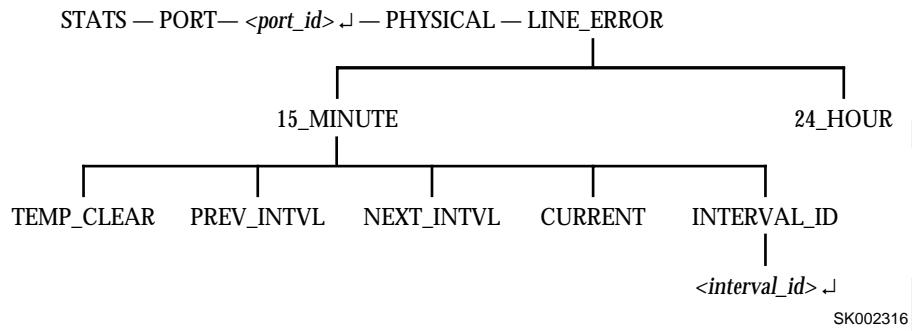 STATS — PORT— <port_id>↵ — PHYSICAL — LINE_ERROR
15_MINUTE 24_HOUR
TEMP_CLEAR PREV_INTVL NEXT_INTVL CURRENT INTERVAL_ID
<interval_id>↵
SK002316